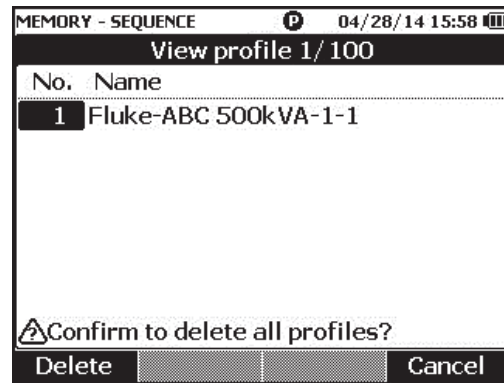 MEMORY - SEQUENCE P 04/28/14 15:58
View profile 1/100
No. Name
1 Fluke-ABC 500kVA-1-1
Confirm to delete all profiles?
Delete Cancel